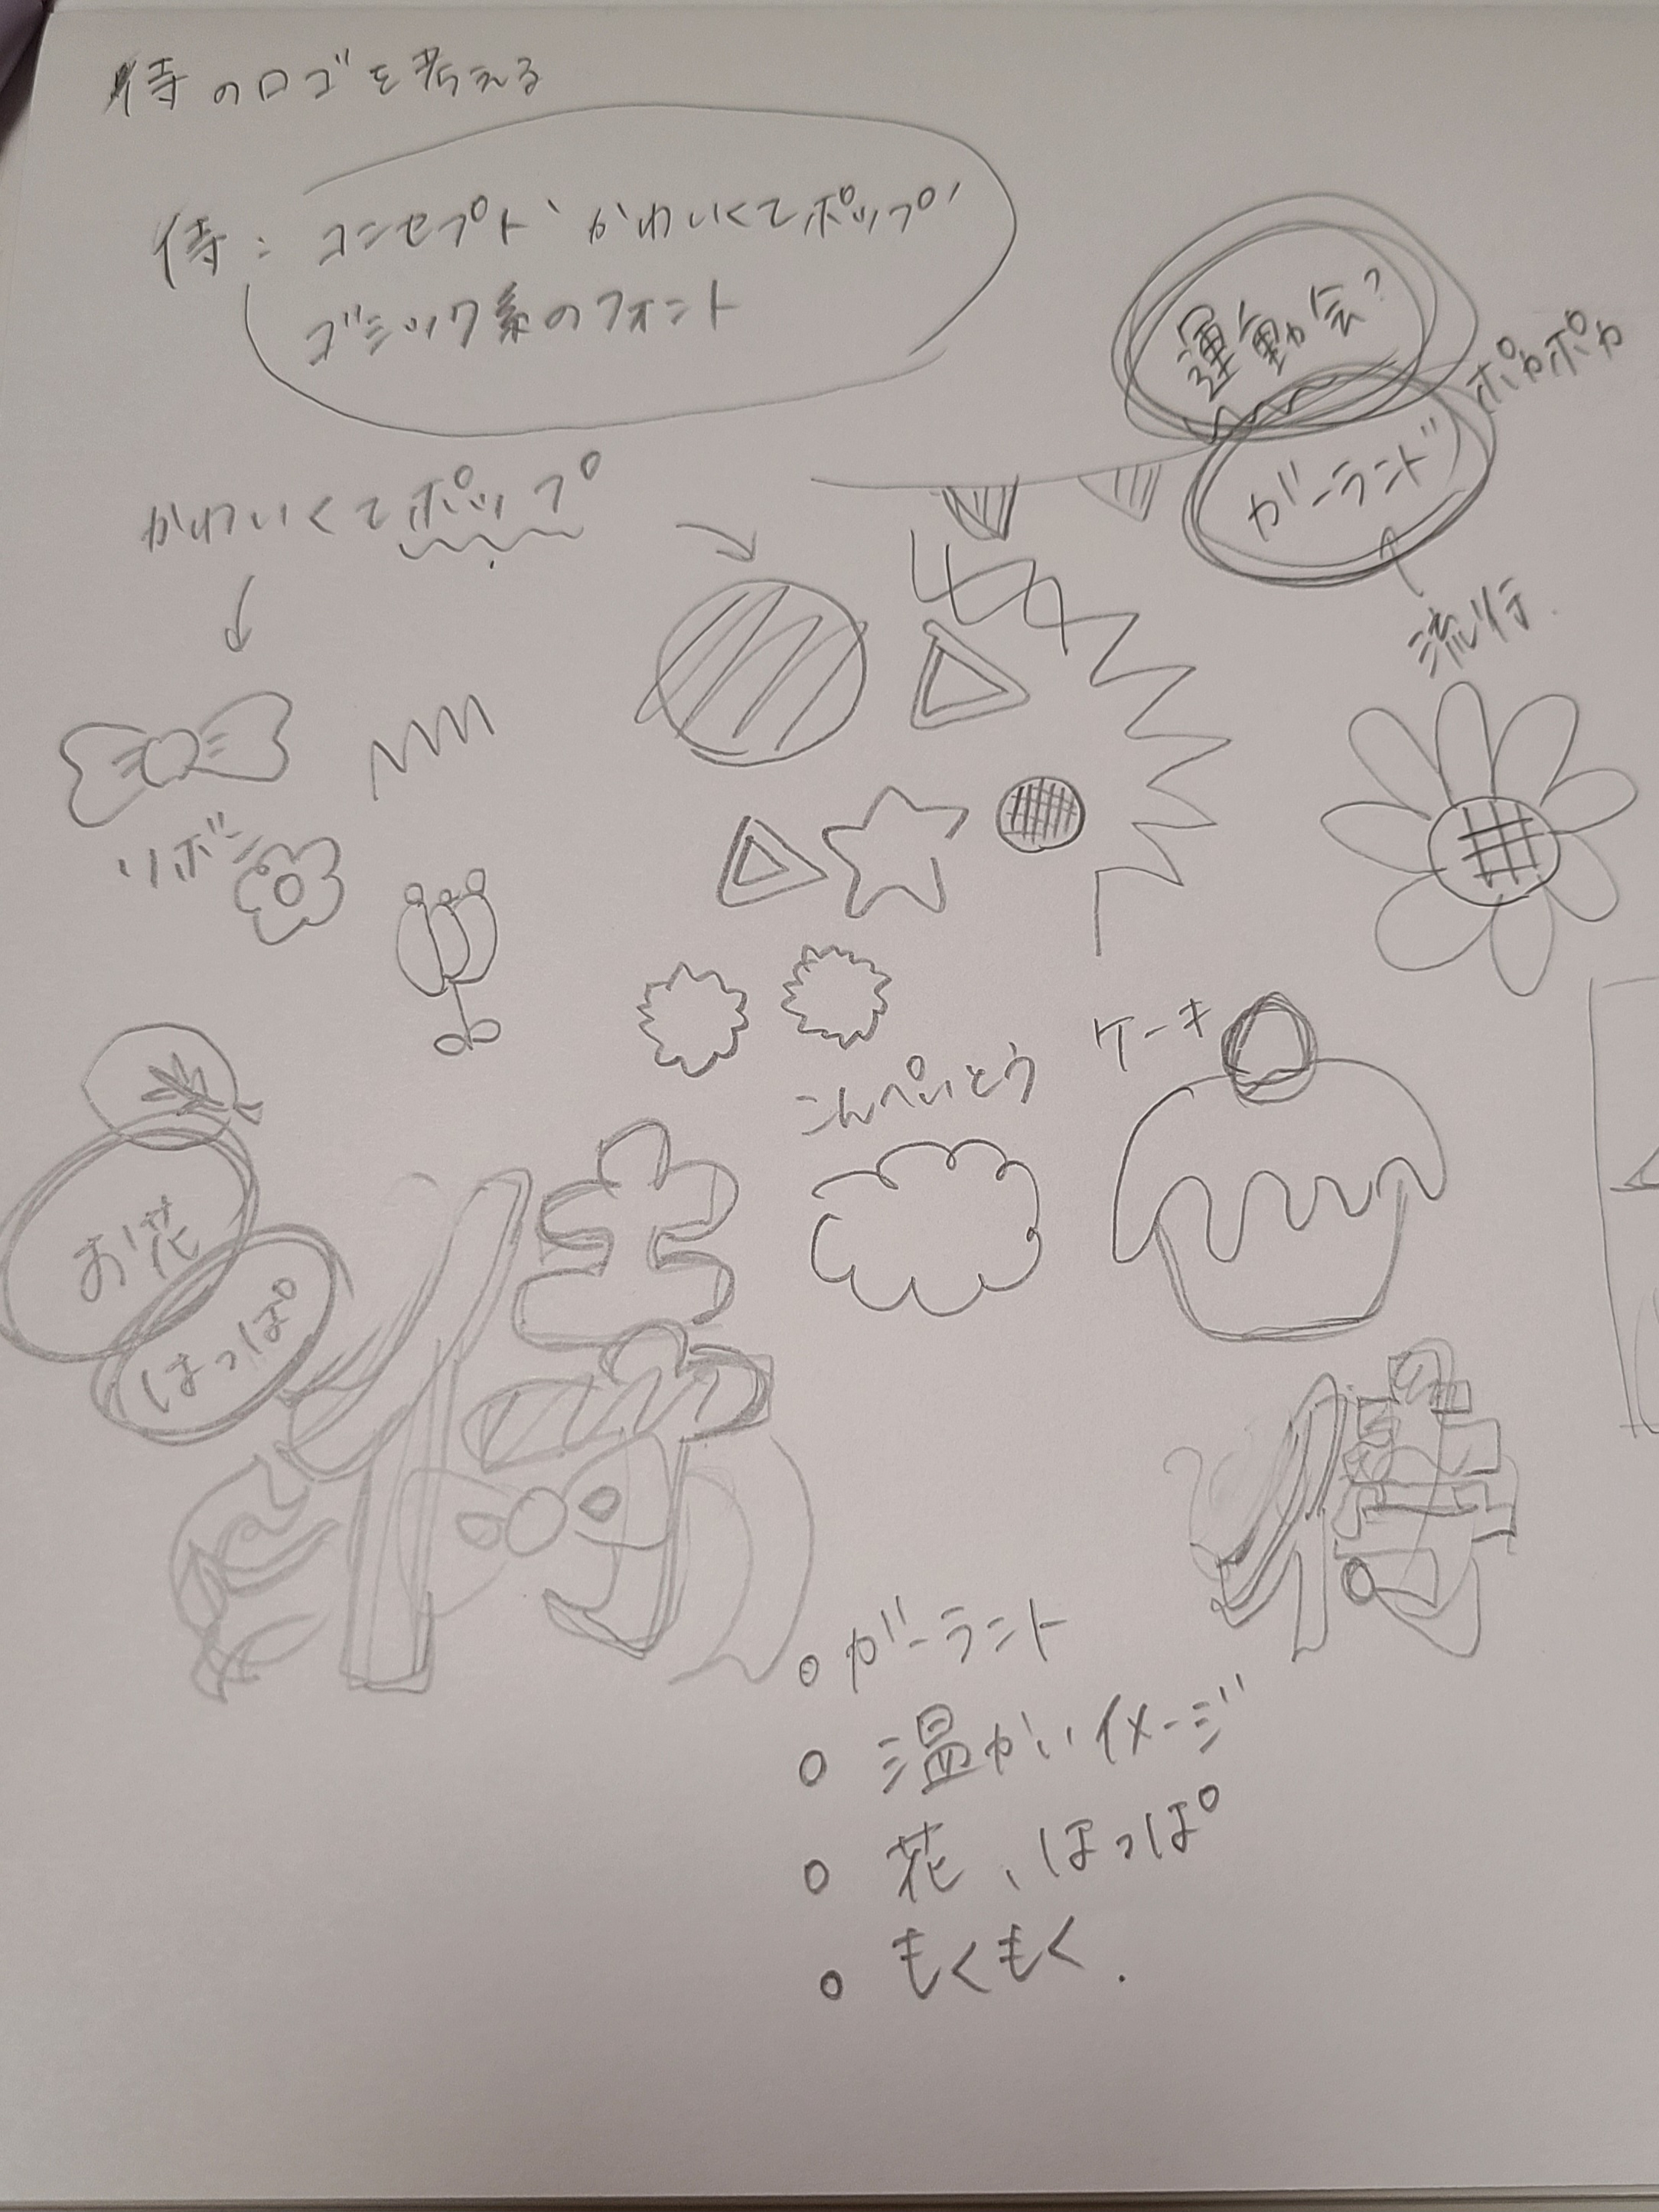 待のロゴを考える
待：コンセプト`かわいくてポップ'
ゴシック系のフォント
運動会？
ポカポカ
ガーランド
流行
かわいくてポップ
リボン
こんぺいとう
ケーキ
お花
はっぱ
待
待
○ ガーランド
○ 温かいイメージ
○ 花、はっぱ
○ もくもく.